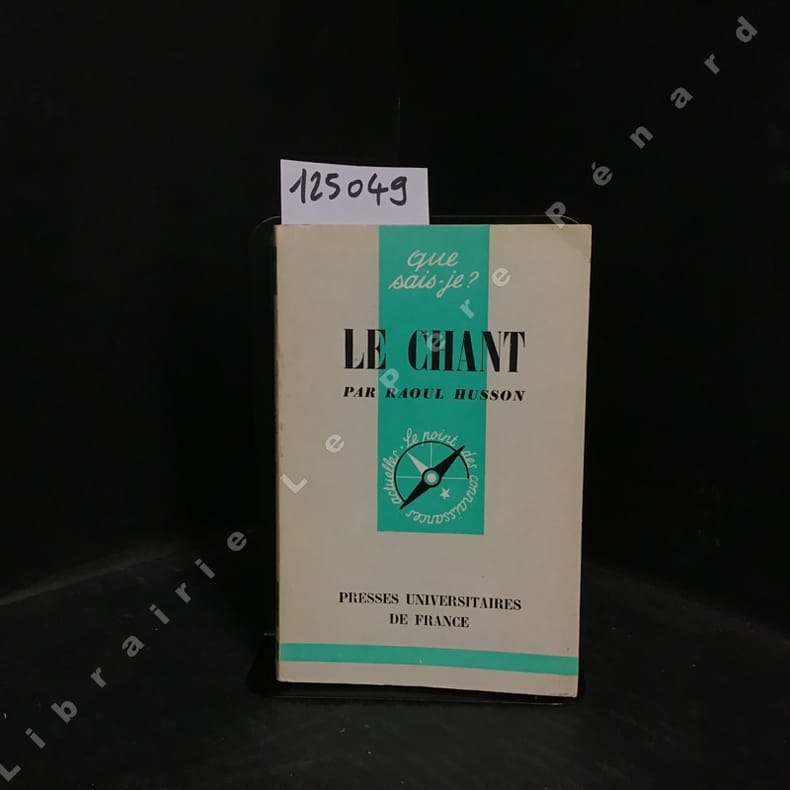 125049
que
sais-je?
LE CHANT
PAR RAOUL HUSSON
Le point des connaissances actuelles.
PRESSES UNIVERSITAIRES
DE FRANCE
Librairie Le Père Pénard